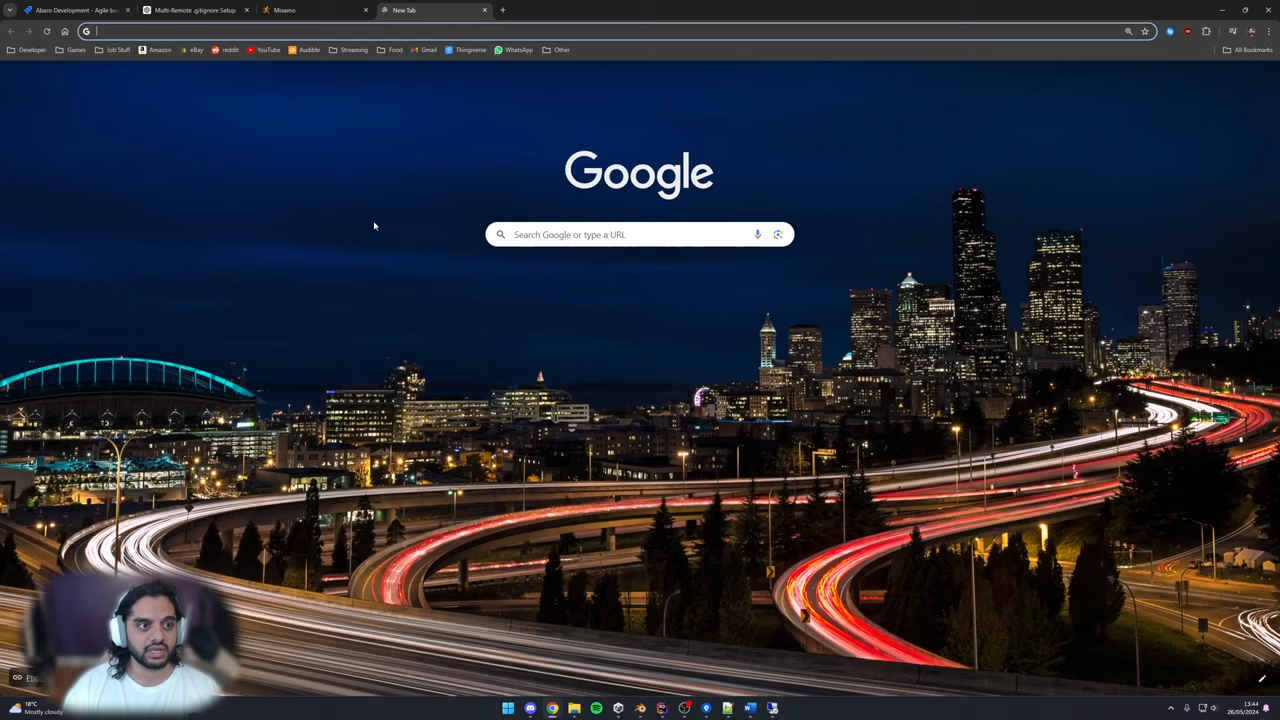 Abaro Development - Agile bo
Multi-Remote .gitignore Setup
Mixamo
New Tab
Developer
Games
Job Stuff
Amazon
eBay
reddit
YouTube
Audible
Streaming
Food
Gmail
Thingiverse
WhatsApp
Other
All Bookmarks
Google
Search Google or type a URL
18°C
Mostly cloudy
13:44
26/05/2024